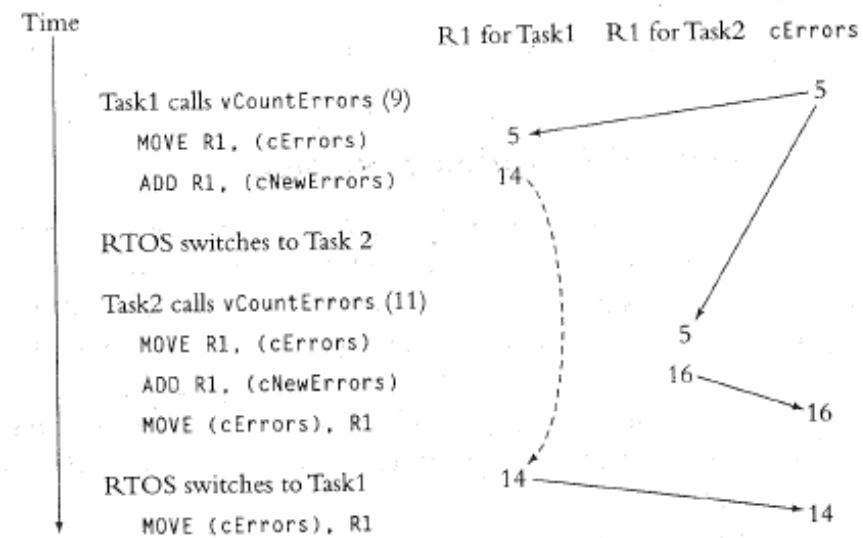 Time
R1 for Task1 R1 for Task2 cErrors
Task1 calls vCountErrors (9)
5
MOVE R1, (cErrors)
5
ADD R1, (cNewErrors)
14
RTOS switches to Task 2
Task2 calls vCountErrors (11)
MOVE R1, (cErrors)
5
ADD R1, (cNewErrors)
16
MOVE (cErrors), R1
16
RTOS switches to Task1
14
MOVE (cErrors), R1
14